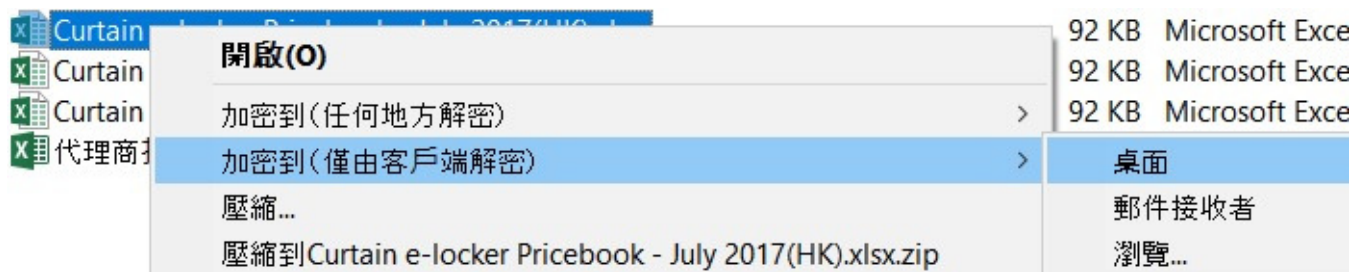 Curtain
開啟(O)
92 KB Microsoft Exce
Curtain
92 KB Microsoft Exce
Curtain
加密到(任何地方解密)
92 KB Microsoft Exce
代理商
加密到(僅由客戶端解密)
桌面
壓縮...
郵件接收者
壓縮到Curtain e-locker Pricebook - July 2017(HK).xlsx.zip
瀏覽...